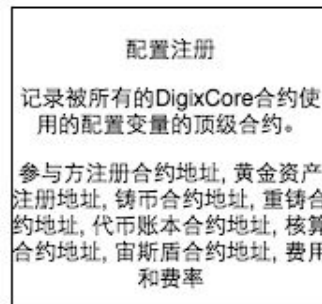 配置注册
记录被所有的DigixCore合约使
用的配置变量的顶级合约。
参与方注册合约地址, 黄金资产
注册地址, 铸币合约地址, 重铸合
约地址, 代币账本合约地址, 核算
合约地址, 宙斯盾合约地址, 费用
和费率